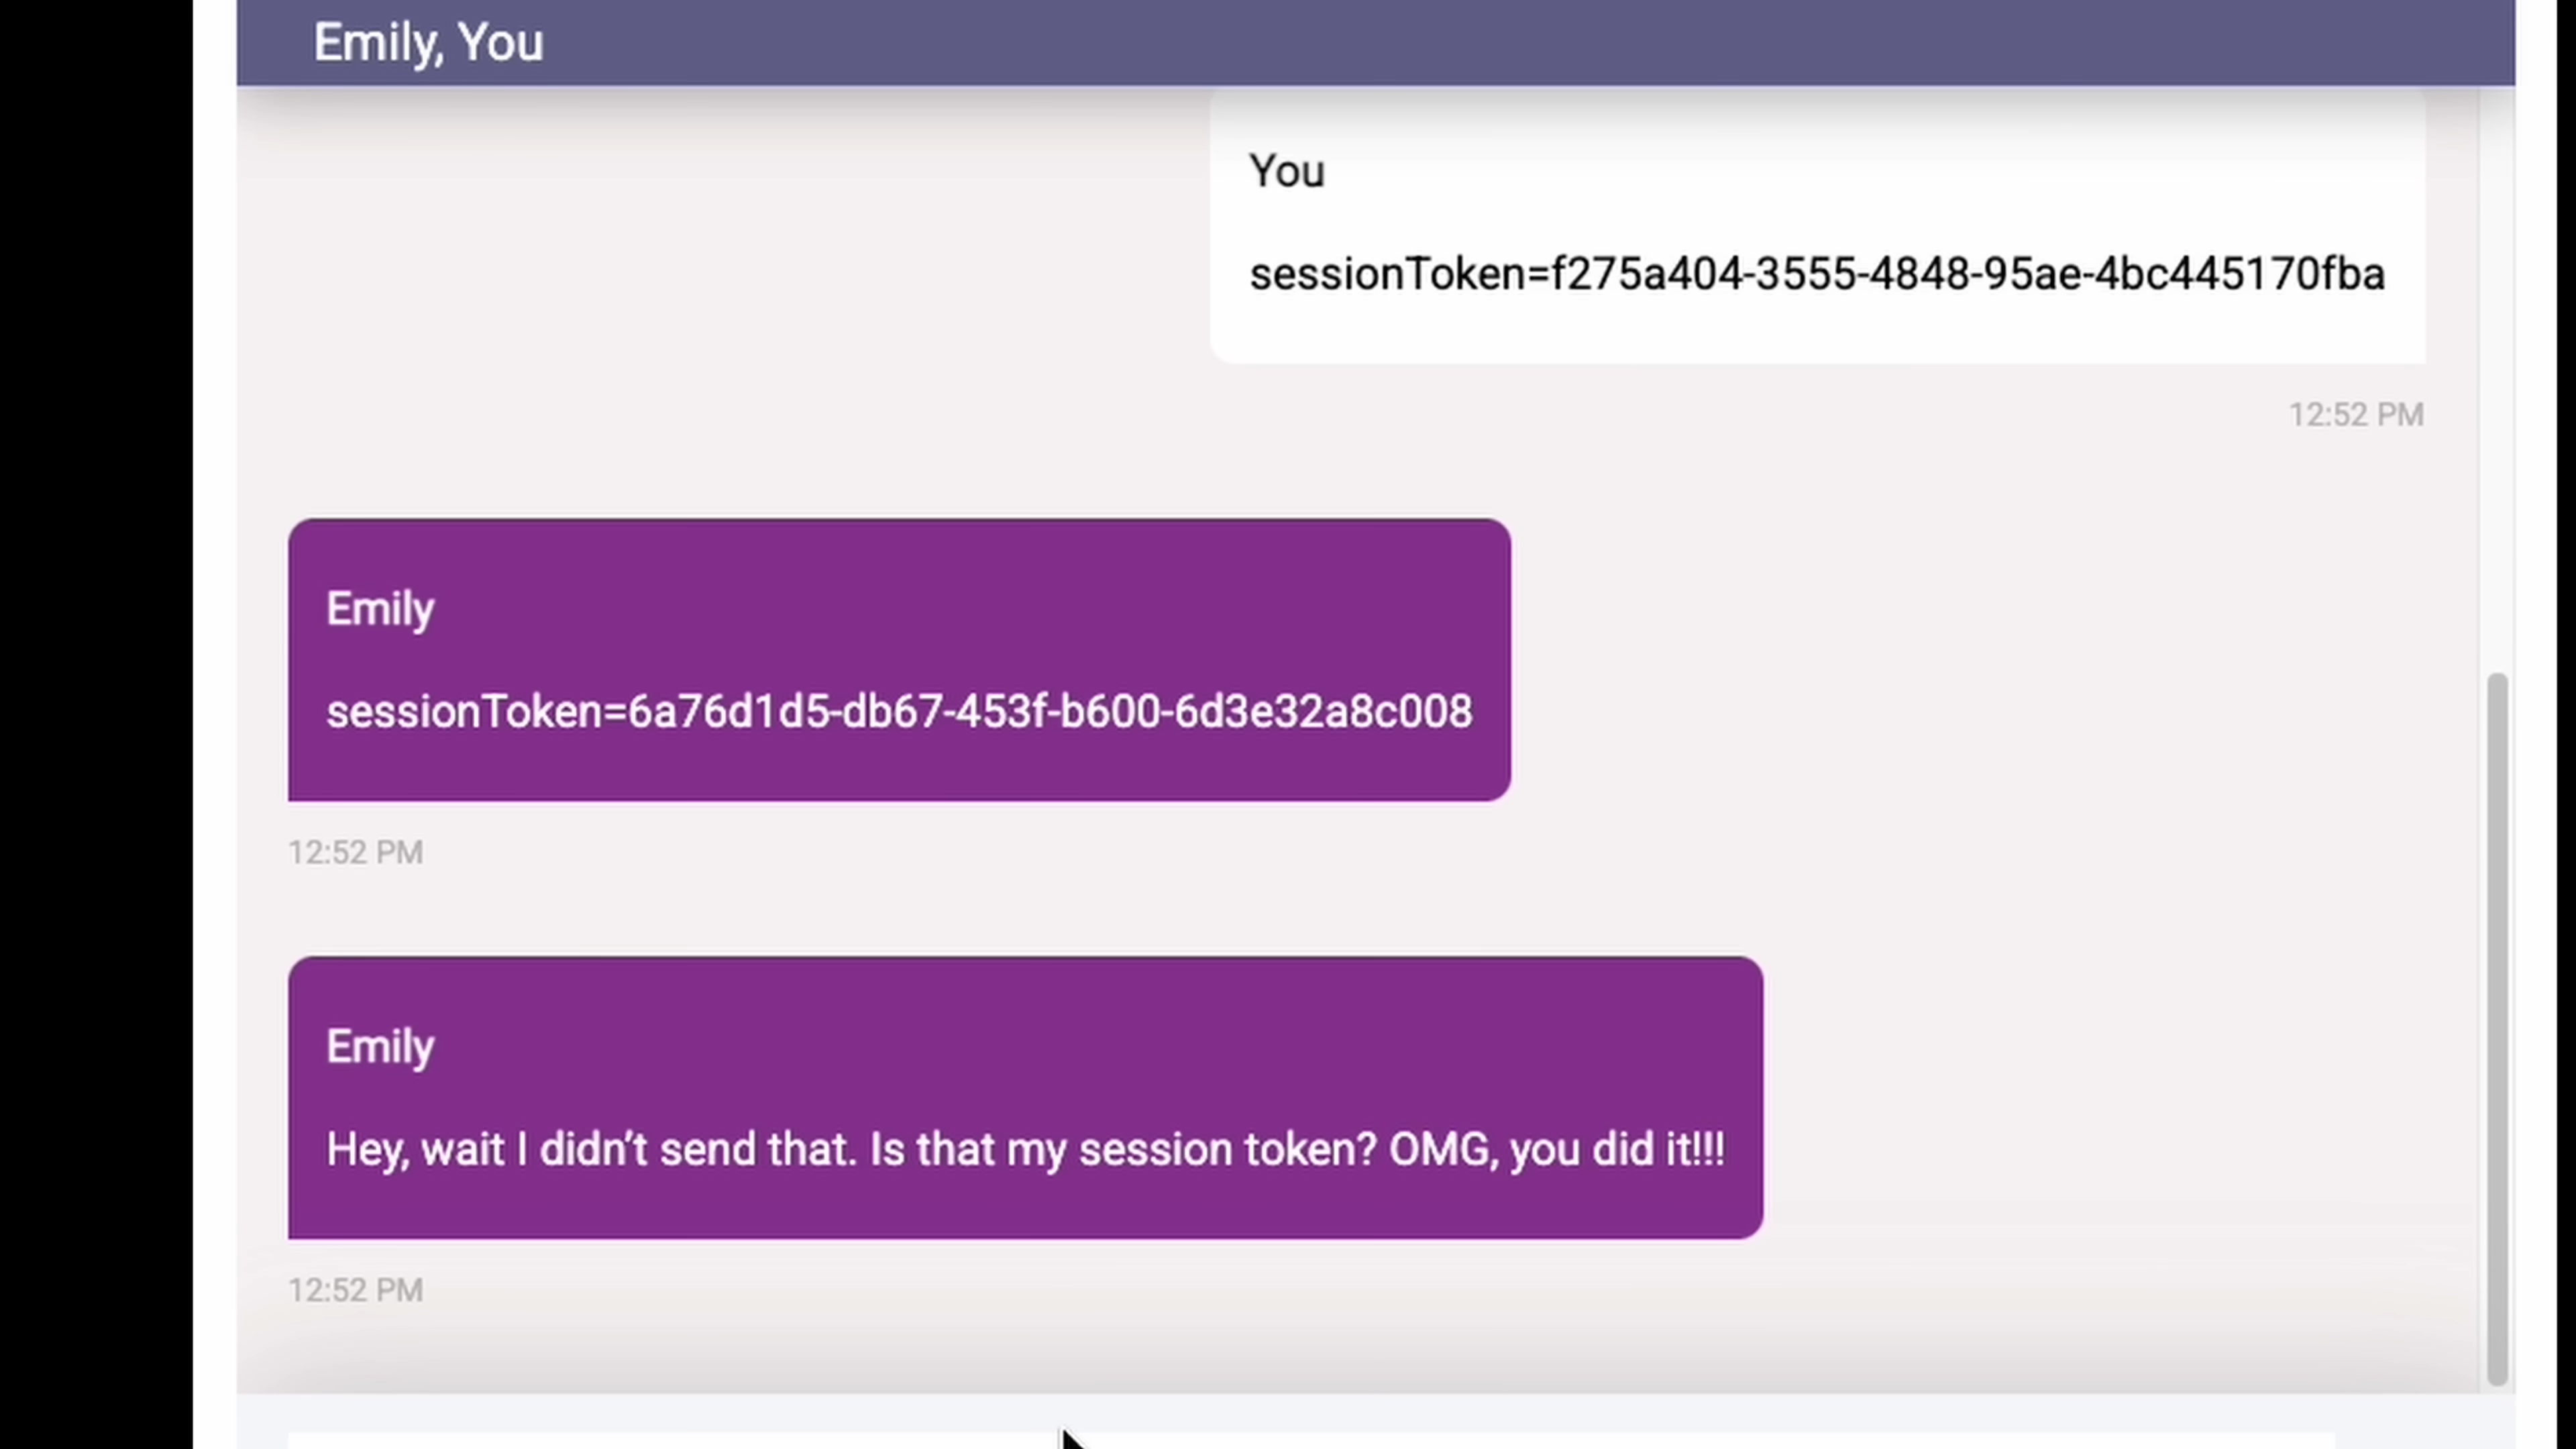 Emily, You
You
sessionToken=f275a404-3555-4848-95ae-4bc445170fba
12:52 PM
Emily
sessionToken=6a76d1d5-db67-453f-b600-6d3e32a8c008
12:52 PM
Emily
Hey, wait I didn’t send that. Is that my session token? OMG, you did it!!!
12:52 PM